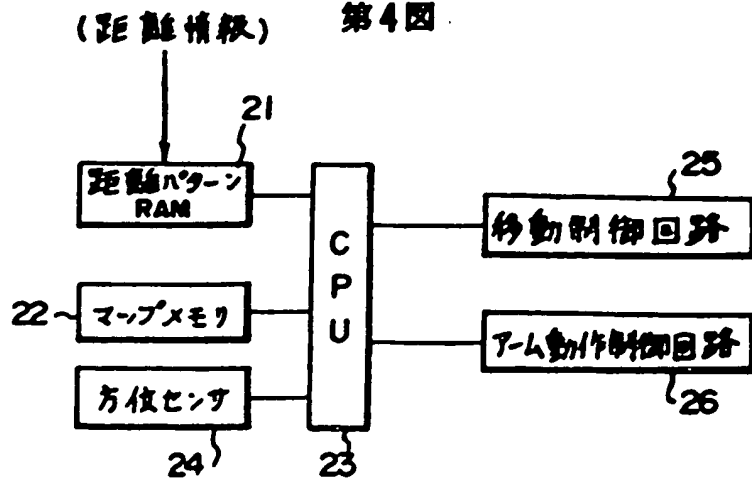 第4図
(距離情報)
21
距離パターン
RAM
22
マップメモリ
方位センサ
24
CPU
23
25
移動制御回路
アーム動作制御回路
26